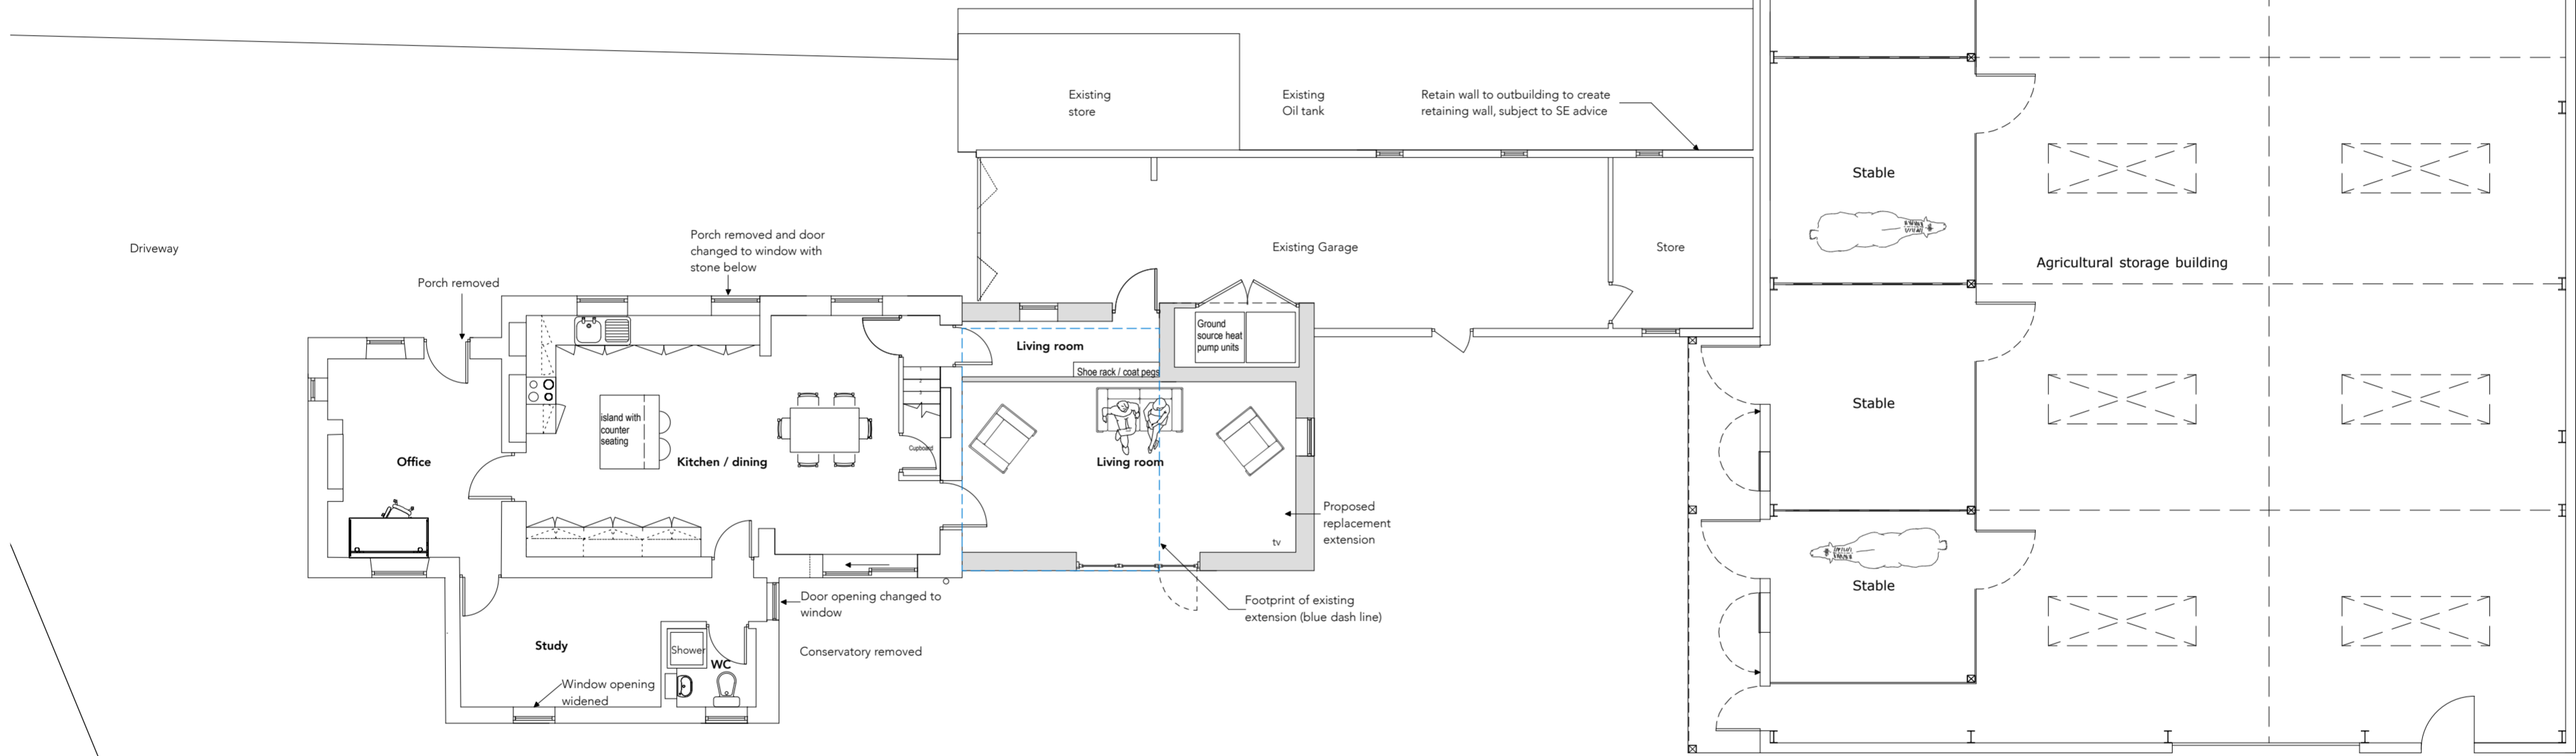 Existing
store
Existing
Oil tank
Retain wall to outbuilding to create
retaining wall, subject to SE advice
Stable
Driveway
Porch removed and door
changed to window with
stone below
Existing Garage
Store
Agricultural storage building
Porch removed
Ground
source heat
pump units
Living room
Shoe rack / coat pegs
island with
counter
seating
Stable
Cupboard
Office
Kitchen / dining
Living room
Proposed
replacement
extension
tv
Stable
Door opening changed to
window
Footprint of existing
extension (blue dash line)
Study
Shower
WC
Conservatory removed
Window opening
widened